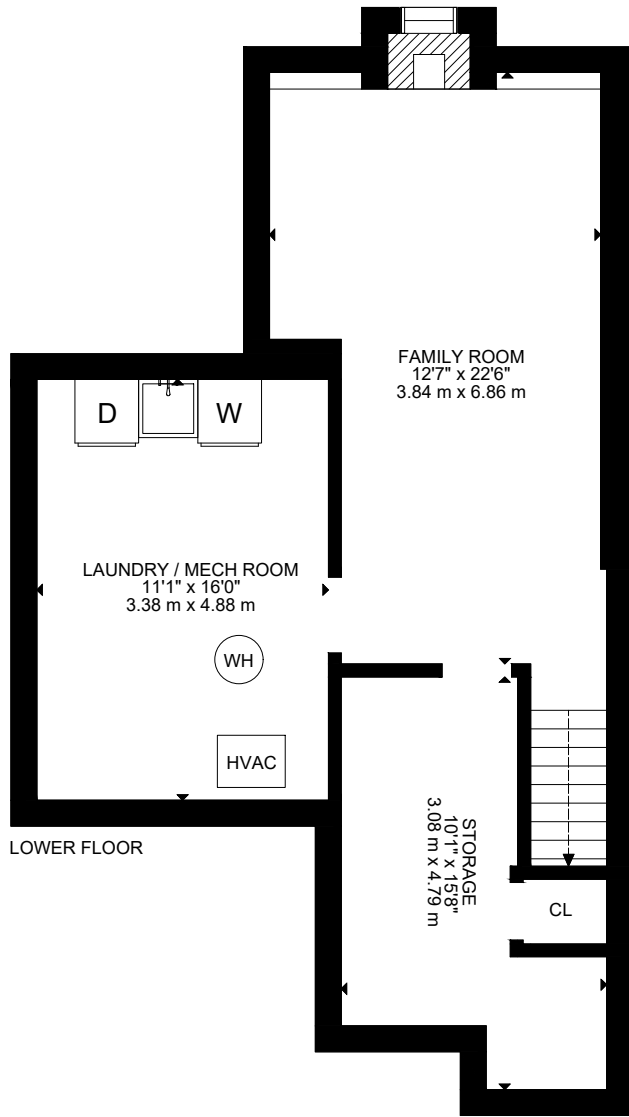 FAMILY ROOM
12'7" x 22'6"
3.84 m x 6.86 m
D
W
LAUNDRY / MECH ROOM
11'1" x 16'0"
3.38 m x 4.88 m
WH
HVAC
LOWER FLOOR
STORAGE
10'1" x 15'8"
3.08 m x 4.79 m
CL